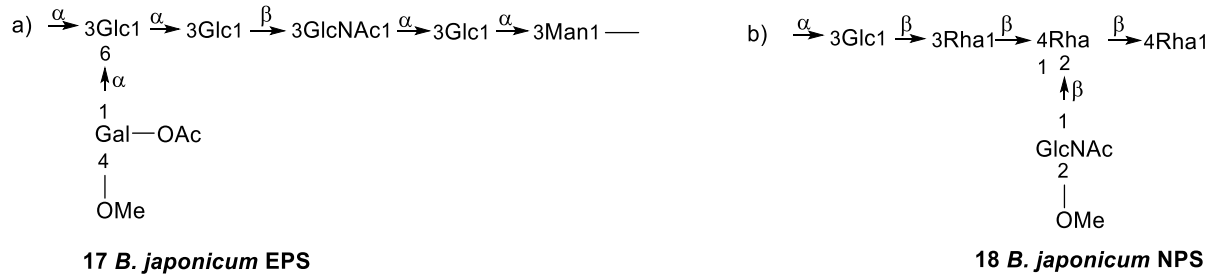 a) α 3Glc1 α 3Glc1 β 3GlcNAc1 α 3Glc1 α 3Man1
6
α
1
Gal—OAc
4
OMe
17 B. japonicum EPS
b) α 3Glc1 β 3Rha1 β 4Rha β 4Rha1
1 2
β
1
GlcNAc
2
OMe
18 B. japonicum NPS